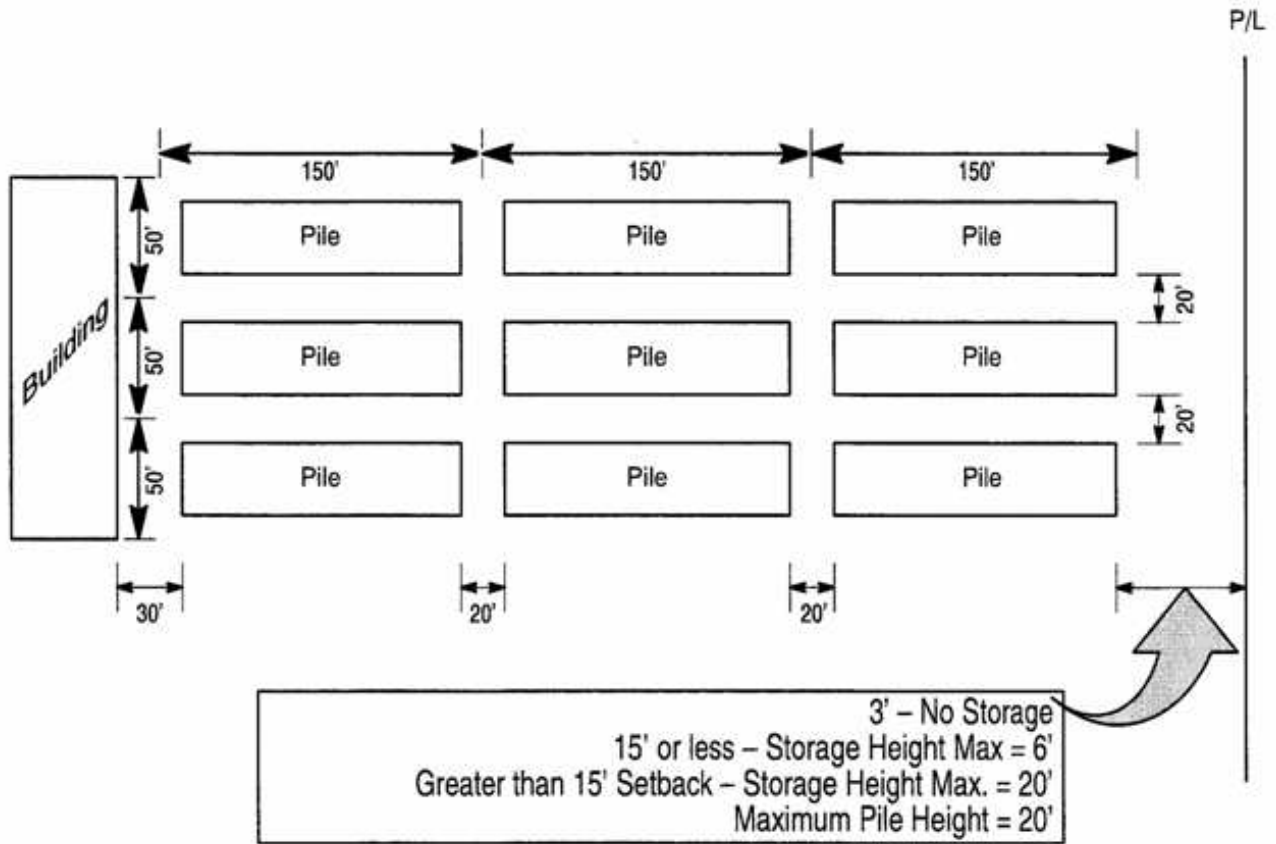 P/L
150' 150' 150'
Building
50'
50'
50'
Pile Pile Pile
20'
Pile Pile Pile
20'
Pile Pile Pile
30' 20' 20'
3' – No Storage
15' or less – Storage Height Max = 6'
Greater than 15' Setback – Storage Height Max. = 20'
Maximum Pile Height = 20'